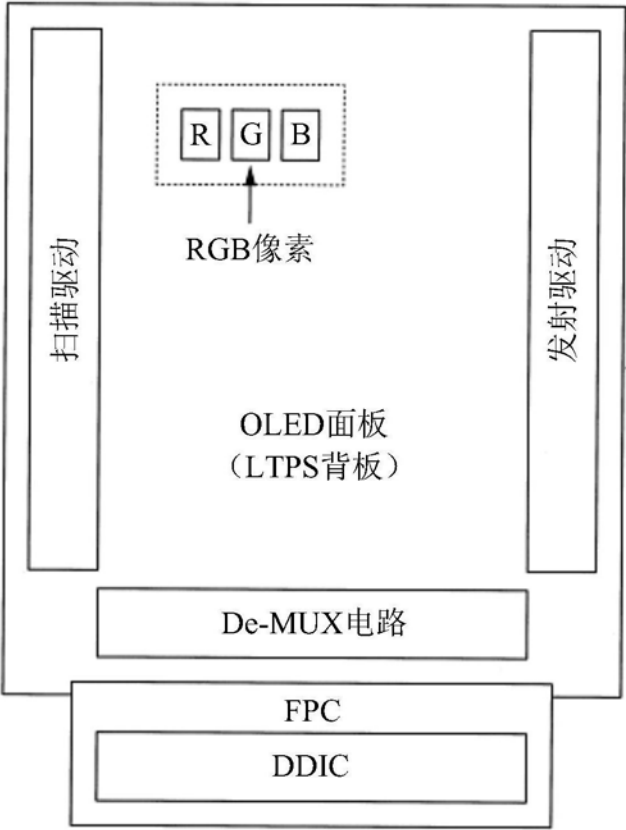 R G B
RGB像素
扫描驱动
发射驱动
OLED面板
（LTPS背板）
De-MUX电路
FPC
DDIC